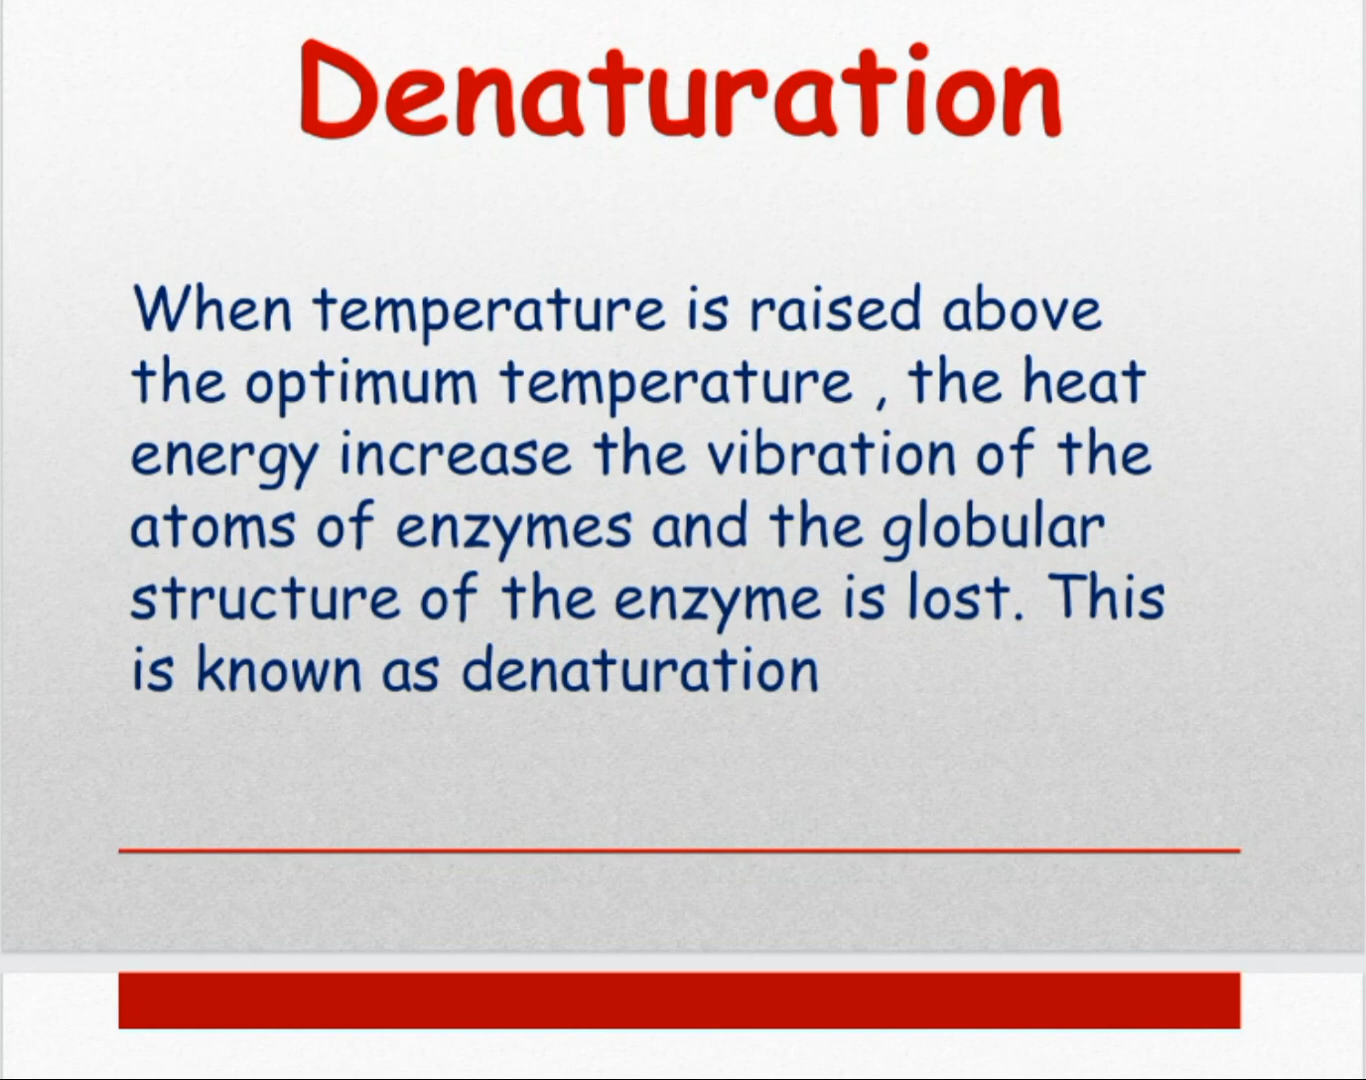 Denaturation
When temperature is raised above
the optimum temperature , the heat
energy increase the vibration of the
atoms of enzymes and the globular
structure of the enzyme is lost. This
is known as denaturation